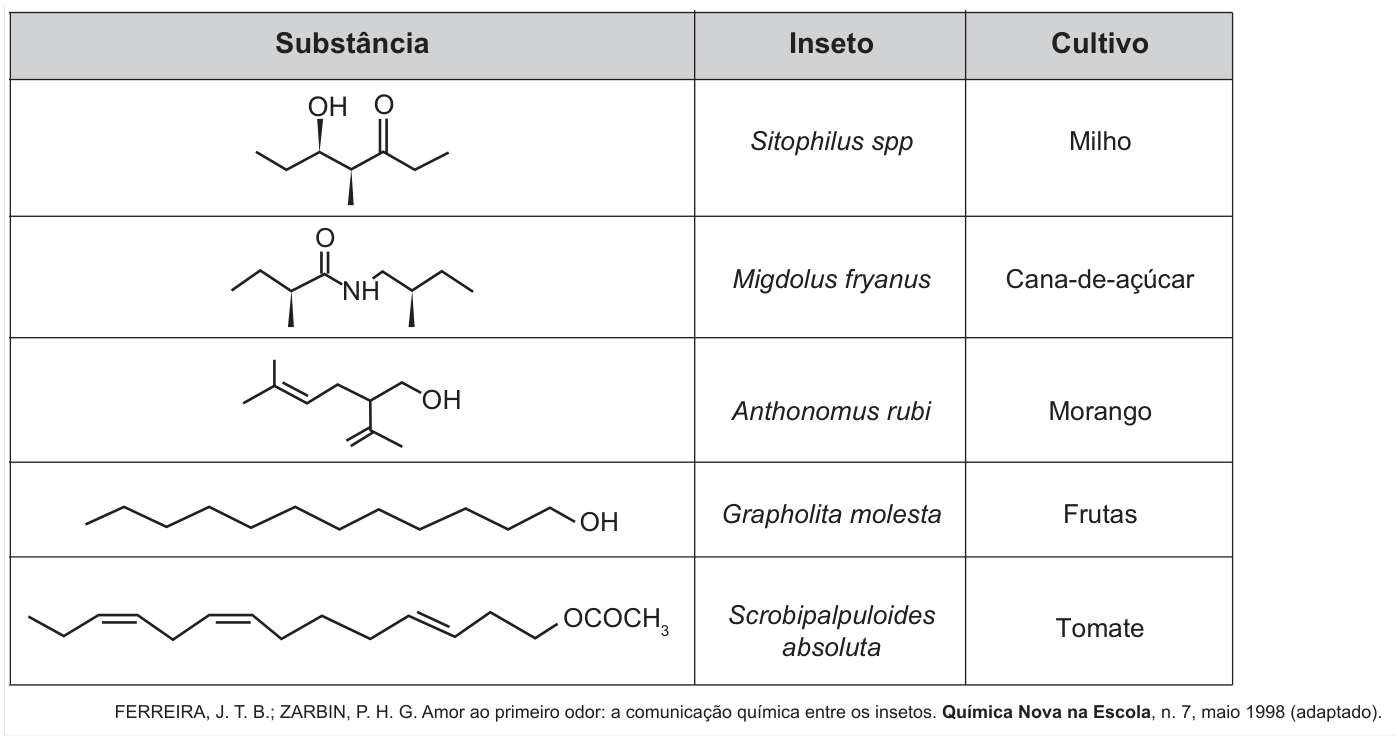 Substância Inseto Cultivo
OH O
Sitophilus spp Milho
O
NH
Migdolus fryanus Cana-de-açúcar
OH
Anthonomus rubi Morango
OH
Grapholita molesta Frutas
OCOCH3
Scrobipalpuloides
absoluta
Tomate
FERREIRA, J. T. B.; ZARBIN, P. H. G. Amor ao primeiro odor: a comunicação química entre os insetos. Química Nova na Escola, n. 7, maio 1998 (adaptado).